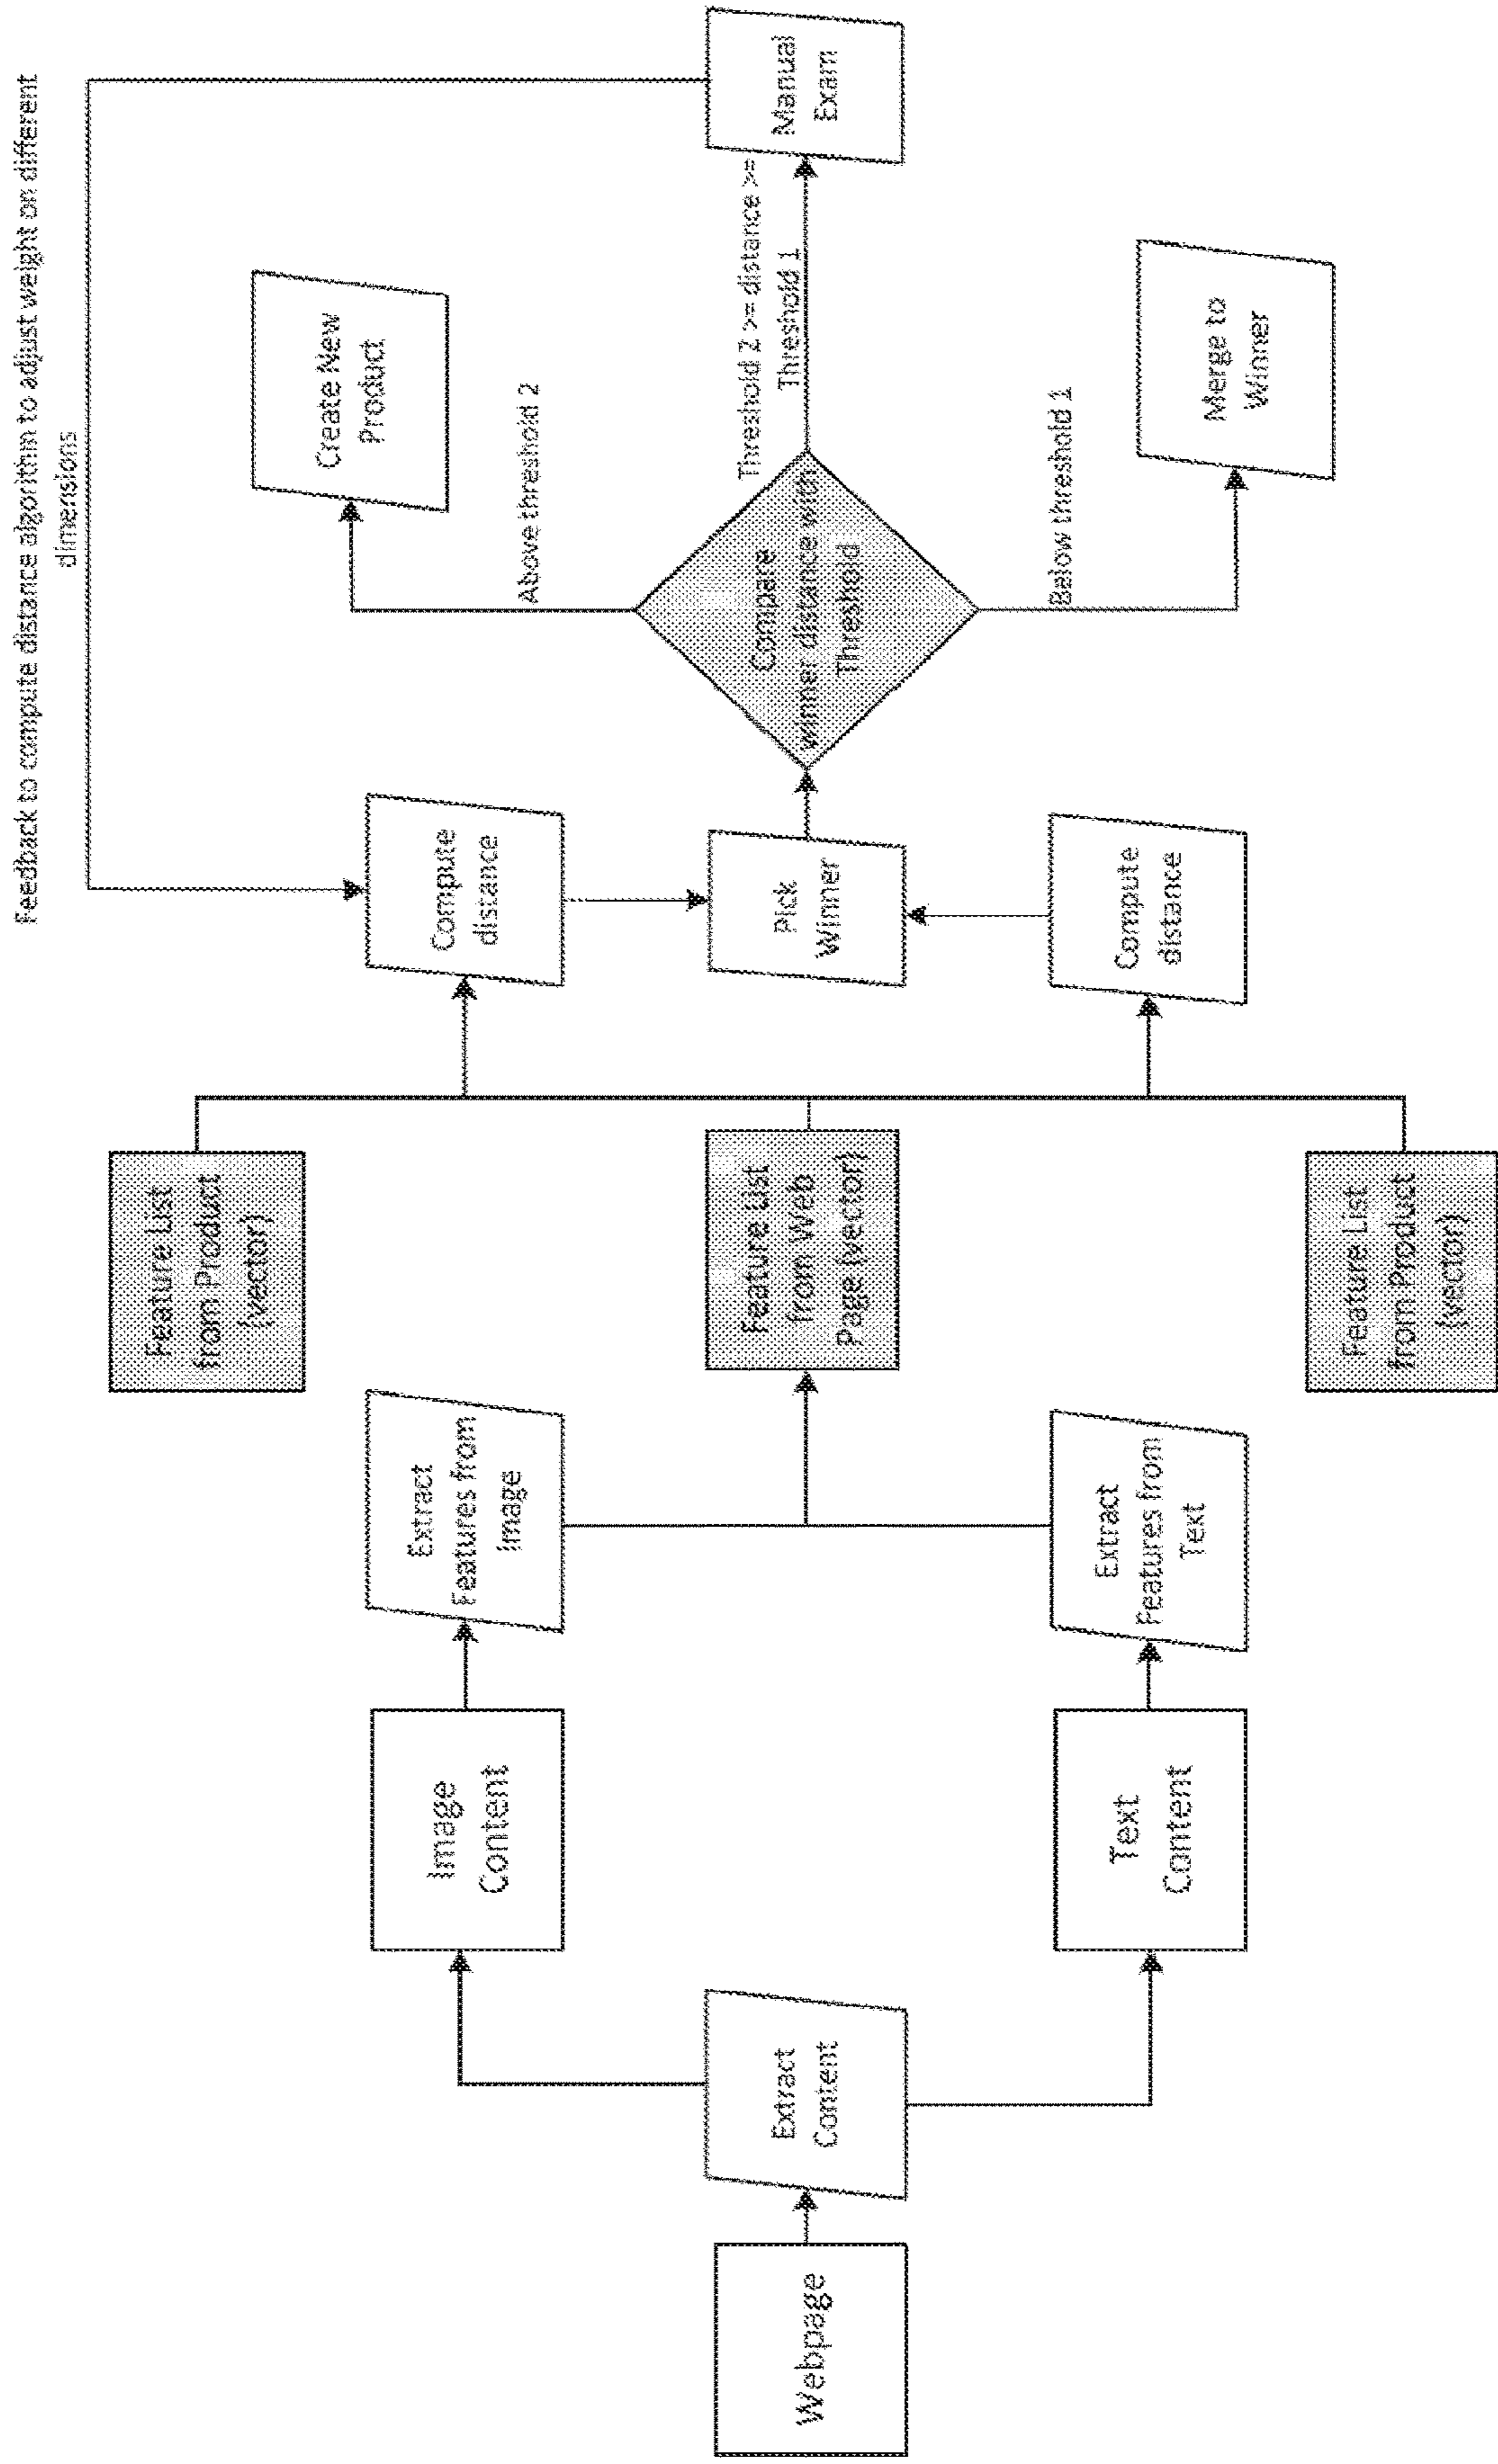 Feedback to compute distance algorithm to adjust weight on different
dimensions
Webpage
Extract
Content
Image
Content
Text
Content
Extract
Features from
Image
Extract
Features from
Text
Feature List
from Product
(vector)
Feature List
from Web
Page (vector)
Feature List
from Product
(vector)
Compute
distance
Pick
Winner
Compute
distance
Compare
winner distance with
Threshold
Above threshold 2
Threshold 2 >= distance >=
Threshold 1
Below threshold 1
Create New
Product
Manual
Exam
Merge to
Winner